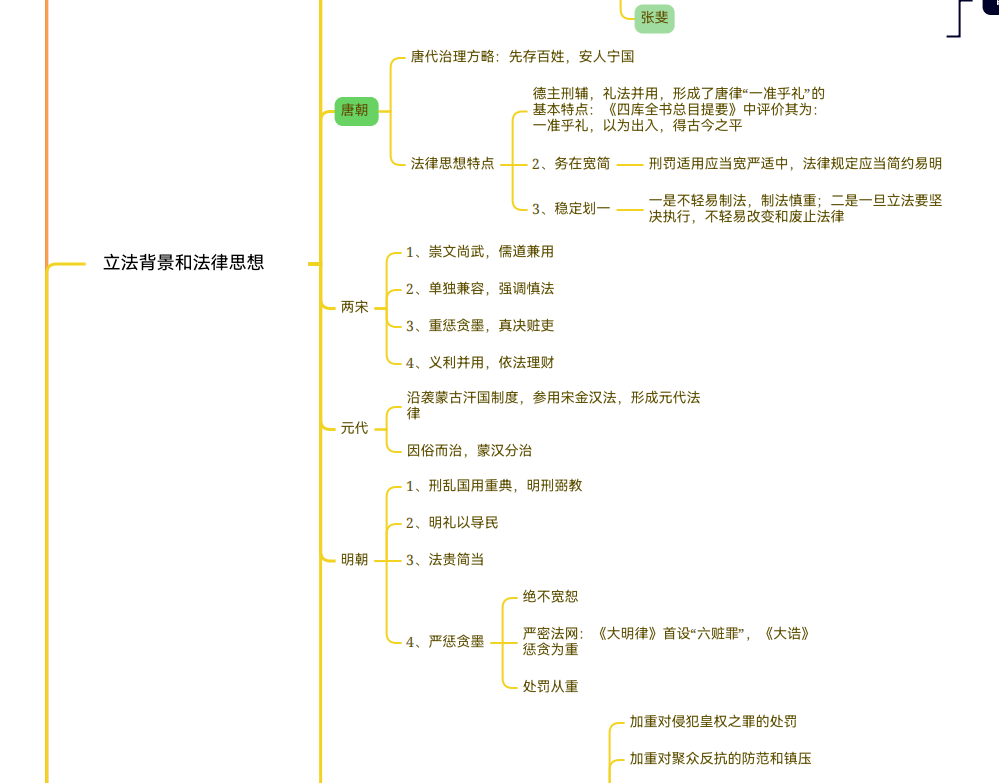 张斐
唐代治理方略：先存百姓，安人宁国
德主刑辅，礼法并用，形成了唐律“一准乎礼”的
基本特点：《四库全书总目提要》中评价其为：
一准乎礼，以为出入，得古今之平
唐朝
法律思想特点
2、务在宽简
刑罚适用应当宽严适中，法律规定应当简约易明
3、稳定划一
一是不轻易制法，制法慎重；二是一旦立法要坚
决执行，不轻易改变和废止法律
立法背景和法律思想
两宋
1、崇文尚武，儒道兼用
2、单独兼容，强调慎法
3、重惩贪墨，真决赃吏
4、义利并用，依法理财
元代
沿袭蒙古汗国制度，参用宋金汉法，形成元代法
律
因俗而治，蒙汉分治
明朝
1、刑乱国用重典，明刑弼教
2、明礼以导民
3、法贵简当
4、严惩贪墨
绝不宽恕
严密法网：《大明律》首设“六赃罪”，《大诰》
惩贪为重
处罚从重
加重对侵犯皇权之罪的处罚
加重对聚众反抗的防范和镇压